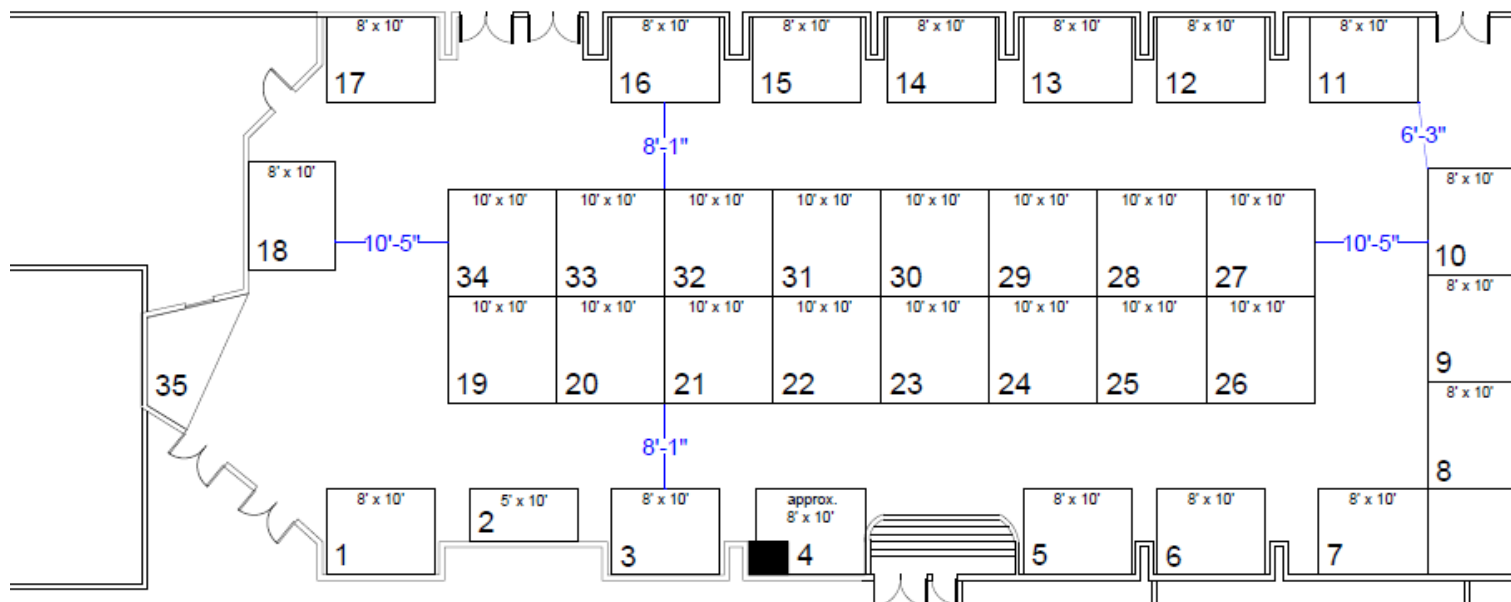 8' x 10' 8' x 10' 8' x 10' 8' x 10' 8' x 10' 8' x 10' 8' x 10'
17 16 15 14 13 12 11
8'-1" 6'-3"
8' x 10' 8' x 10'
10' x 10' 10' x 10' 10' x 10' 10' x 10' 10' x 10' 10' x 10' 10' x 10' 10' x 10'
18 10'-5" 10'-5" 10
34 33 32 31 30 29 28 27 8' x 10'
10' x 10' 10' x 10' 10' x 10' 10' x 10' 10' x 10' 10' x 10' 10' x 10' 10' x 10'
35 19 20 21 22 23 24 25 26 9
8' x 10'
8'-1"
8
8' x 10' 5' x 10' 8' x 10' approx. 8' x 10' 8' x 10' 8' x 10'
8' x 10'
1 2 3 4 5 6 7